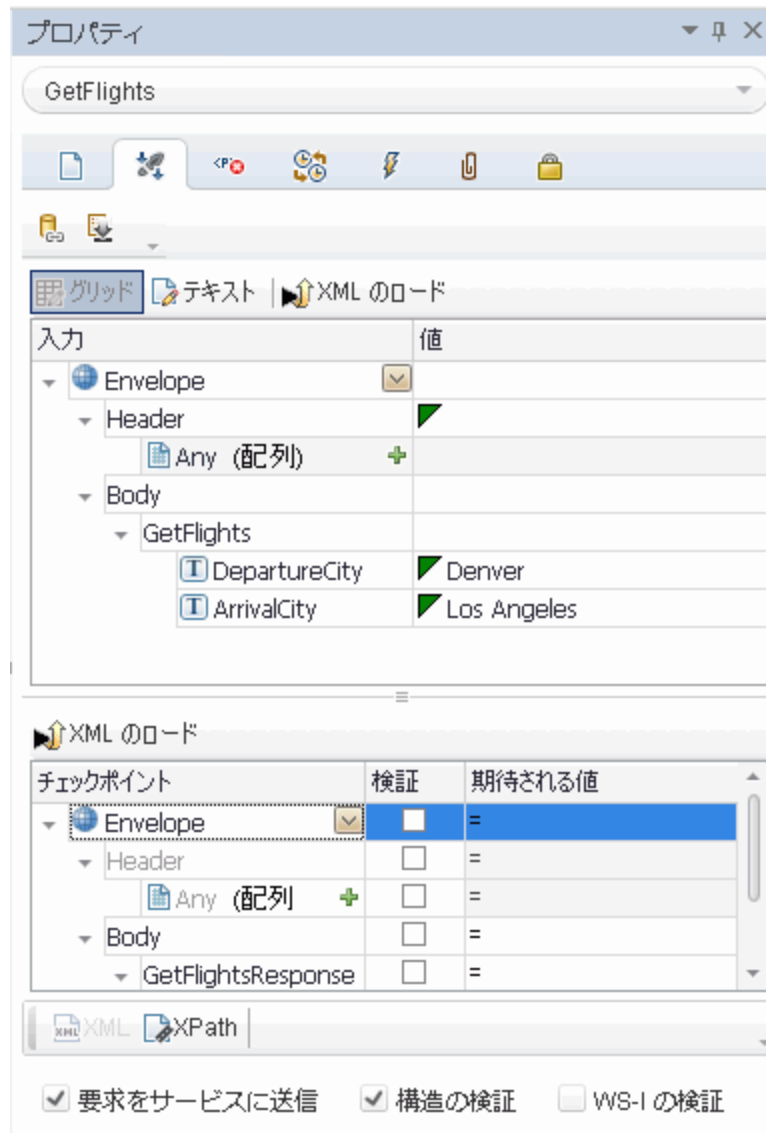 プロパティ
GetFlights
<P>
グリッド テキスト XML のロード
入力 値
Envelope
Header
Any (配列)
Body
GetFlights
DepartureCity Denver
ArrivalCity Los Angeles
XML のロード
チェックポイント 検証 期待される値
Envelope =
Header =
Any (配列 =
Body =
GetFlightsResponse =
XML XPath
要求をサービスに送信 構造の検証 WS-I の検証